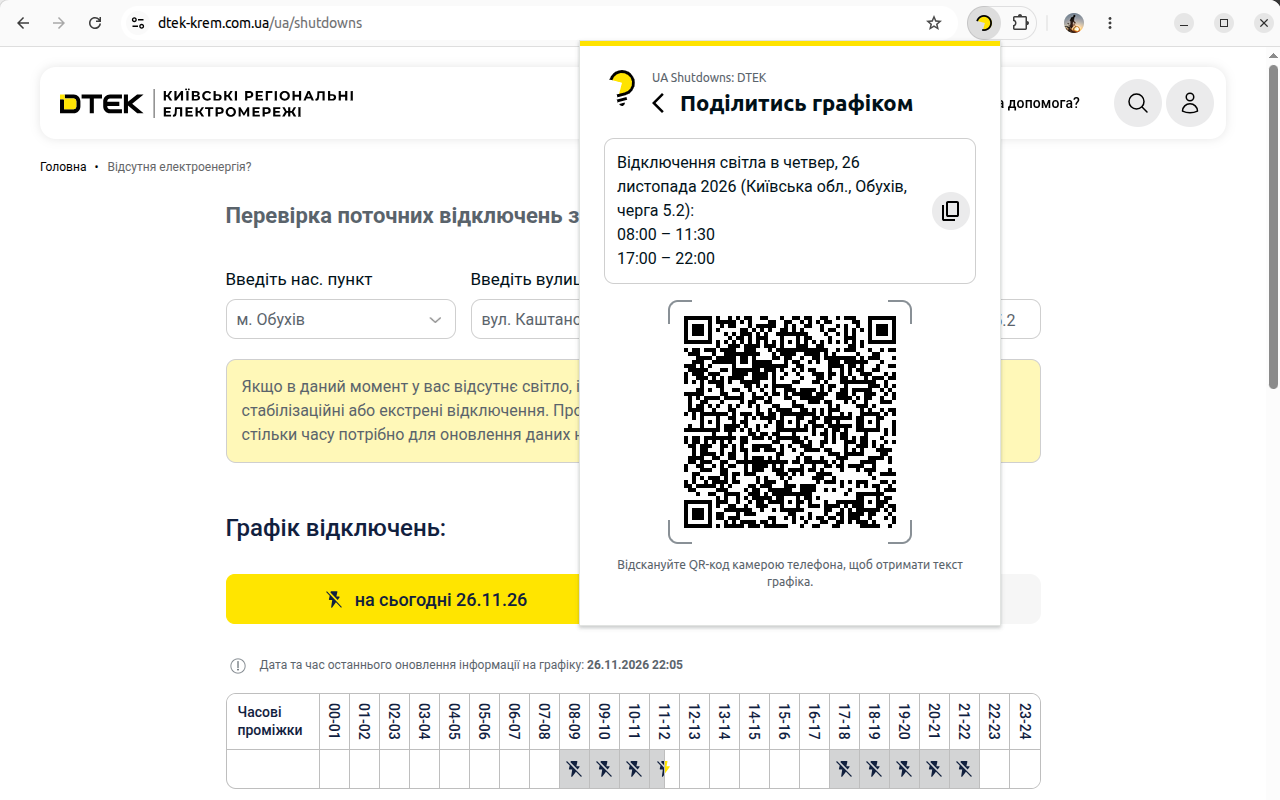 dtek-krem.com.ua/ua/shutdowns
UA Shutdowns: DTEK
Поділитись графіком
Відключення світла в четвер, 26
листопада 2026 (Київська обл., Обухів,
черга 5.2):
08:00 – 11:30
17:00 – 22:00
Відскануйте QR-код камерою телефона, щоб отримати текст
графіка.
DTEK
КИЇВСЬКІ РЕГІОНАЛЬНІ
ЕЛЕКТРОМЕРЕЖІ
допомога?
Головна • Відсутня електроенергія?
Перевірка поточних відключень з
Введіть нас. пункт
Введіть вулиц
м. Обухів
вул. Каштано
5.2
Якщо в даний момент у вас відсутнє світло, і
стабілізаційні або екстрені відключення. Про
стільки часу потрібно для оновлення даних н
Графік відключень:
на сьогодні 26.11.26
Дата та час останнього оновлення інформації на графіку: 26.11.2026 22:05
Часові
проміжки
00-01
01-02
02-03
03-04
04-05
05-06
06-07
07-08
08-09
09-10
10-11
11-12
12-13
13-14
14-15
15-16
16-17
17-18
18-19
19-20
20-21
21-22
22-23
23-24